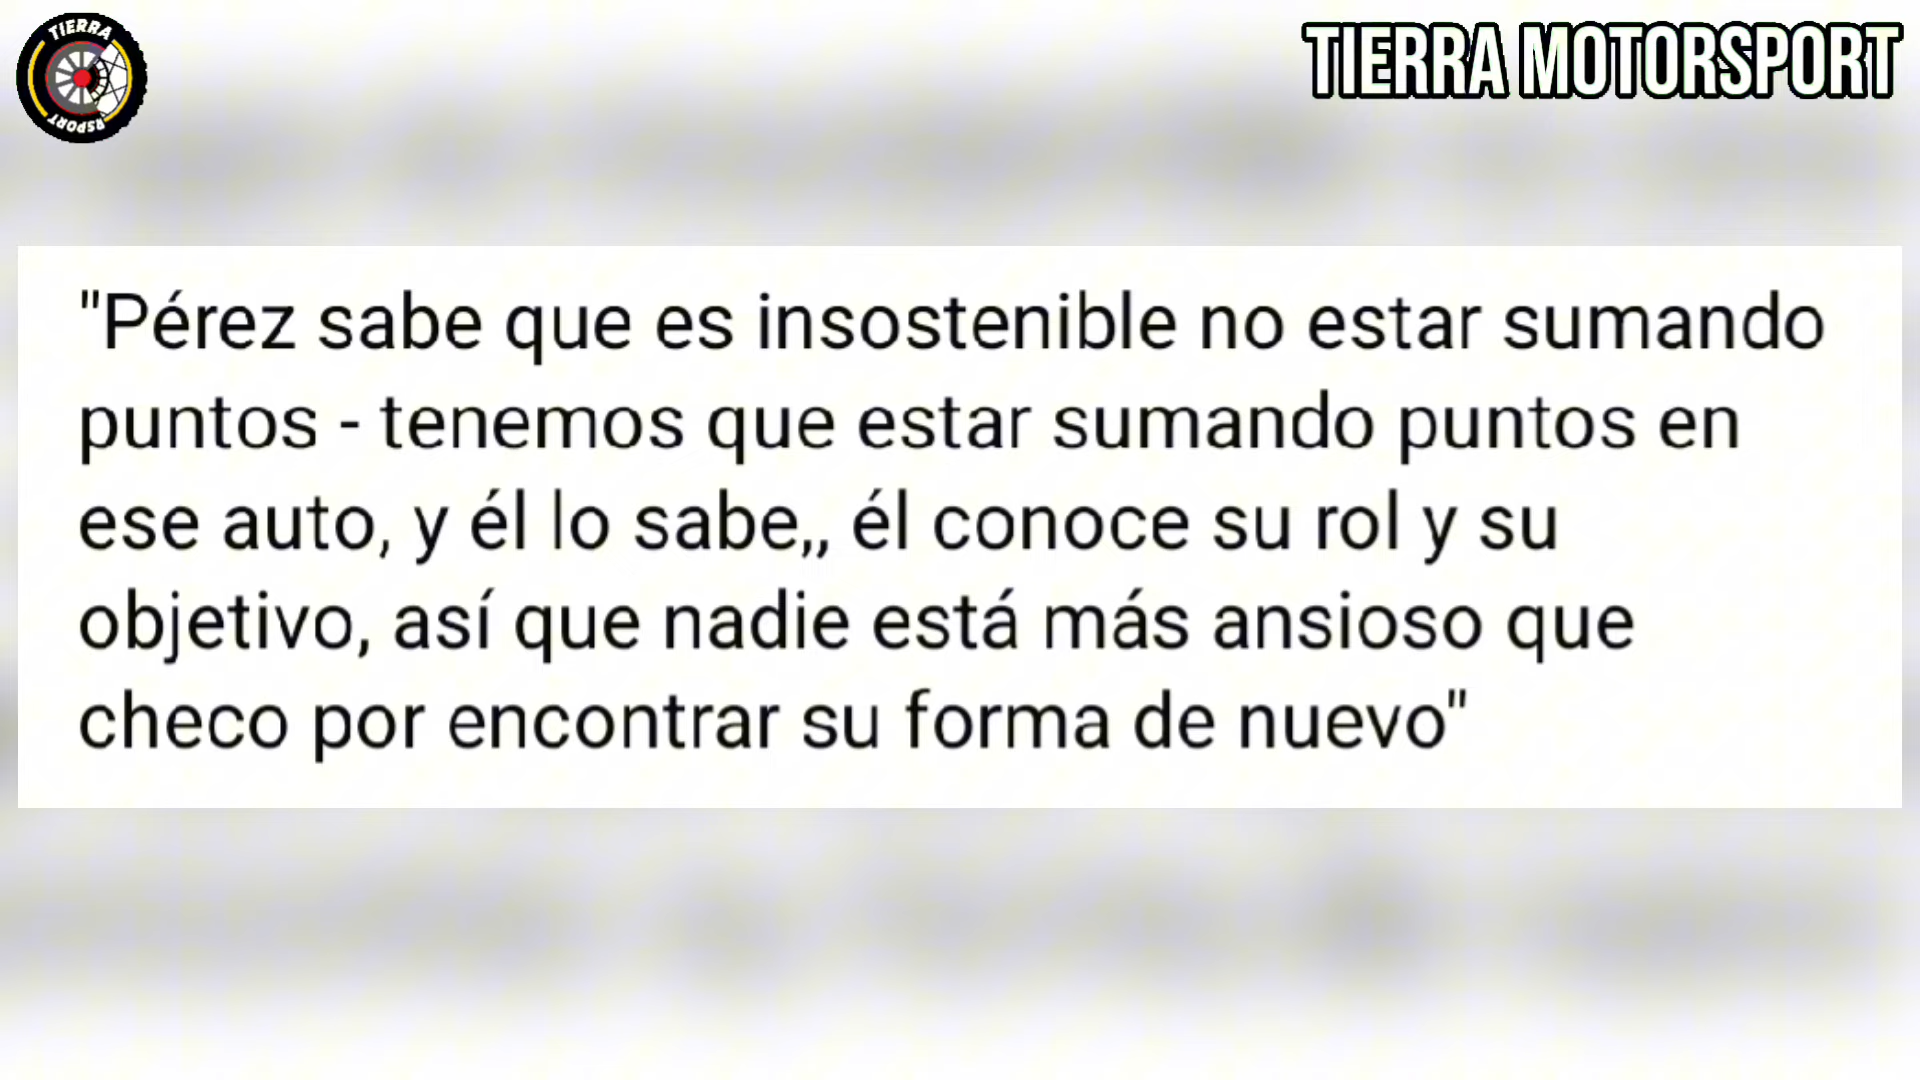 TIERRA
RSPORT
TIERRA MOTORSPORT
"Pérez sabe que es insostenible no estar sumando
puntos - tenemos que estar sumando puntos en
ese auto, y él lo sabe,, él conoce su rol y su
objetivo, así que nadie está más ansioso que
checo por encontrar su forma de nuevo"